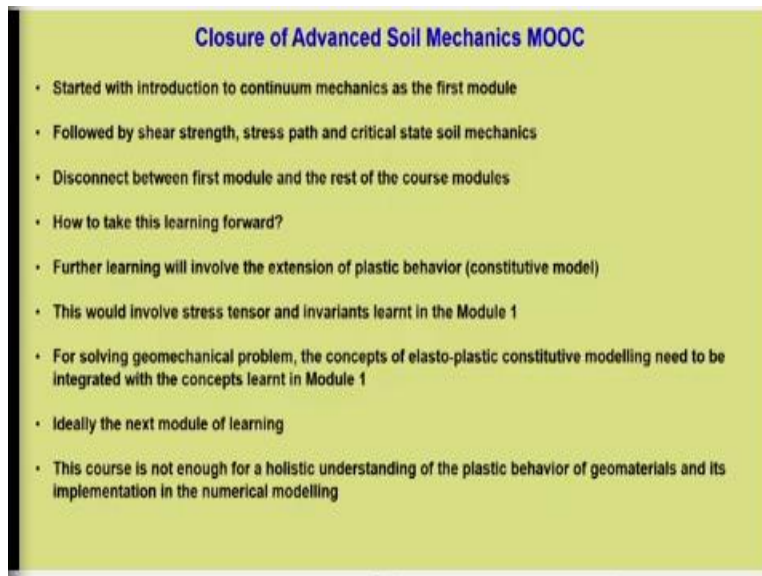 Closure of Advanced Soil Mechanics MOOC
• Started with introduction to continuum mechanics as the first module
• Followed by shear strength, stress path and critical state soil mechanics
• Disconnect between first module and the rest of the course modules
• How to take this learning forward?
• Further learning will involve the extension of plastic behavior (constitutive model)
• This would involve stress tensor and invariants learnt in the Module 1
• For solving geomechanical problem, the concepts of elasto-plastic constitutive modelling need to be
integrated with the concepts learnt in Module 1
• Ideally the next module of learning
• This course is not enough for a holistic understanding of the plastic behavior of geomaterials and its
implementation in the numerical modelling